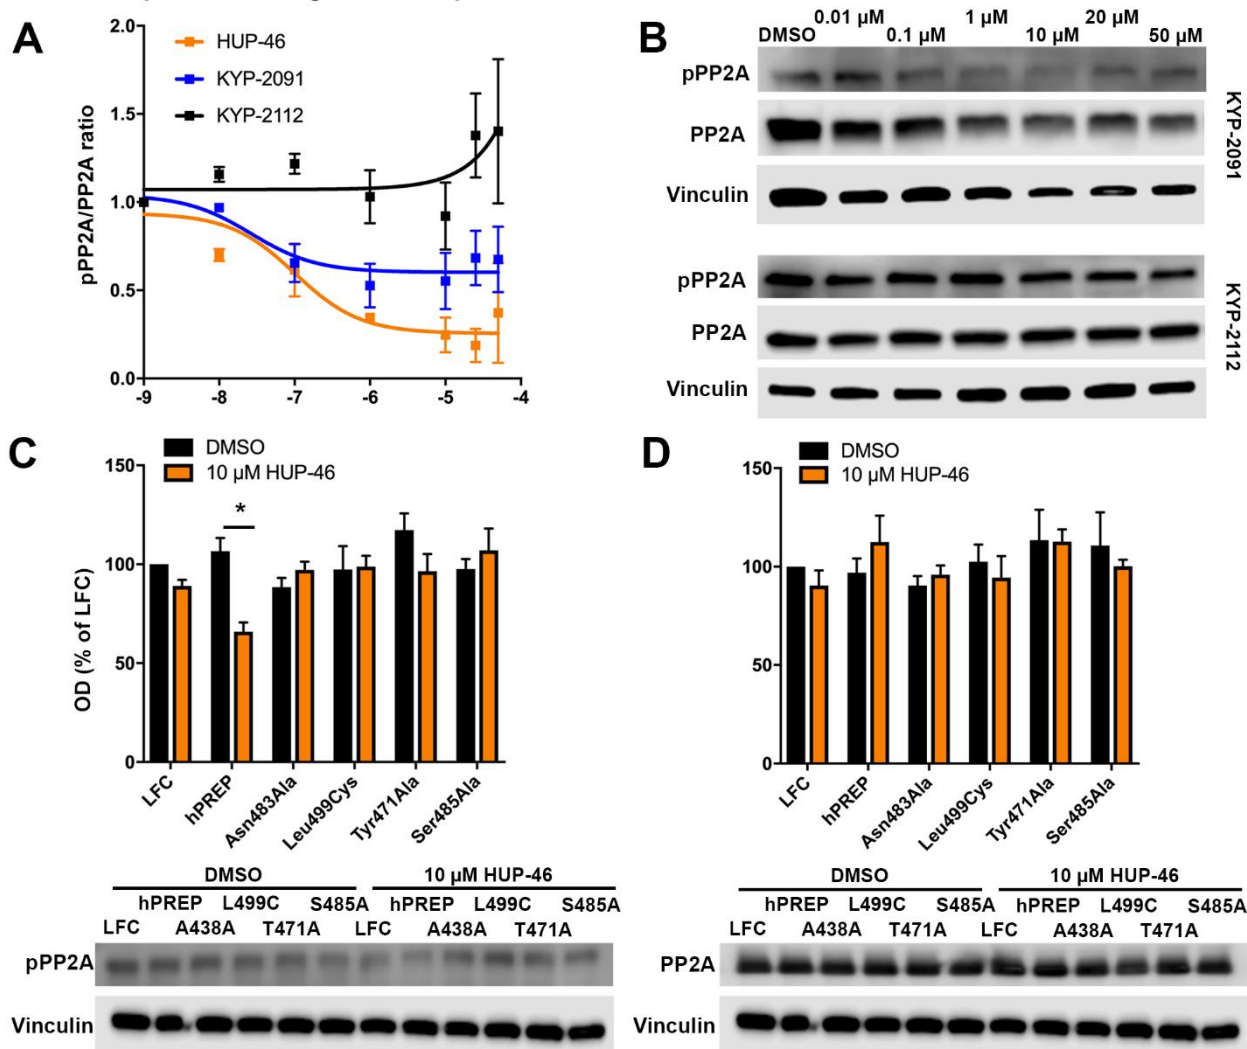 A
HUP-46
KYP-2091
KYP-2112
pPP2A/PP2A ratio
2.0
1.5
1.0
0.5
0.0
-9 -8 -7 -6 -5 -4
B
DMSO 0.01 µM 0.1 µM 1 µM 10 µM 20 µM 50 µM
pPP2A
PP2A
Vinculin
KYP-2091
pPP2A
PP2A
Vinculin
KYP-2112
C
DMSO
10 µM HUP-46
*
OD (% of LFC)
150
100
50
0
LFC hPREP Asn483Ala Leu499Cys Tyr471Ala Ser485Ala
DMSO 10 µM HUP-46
hPREP L499C S485A hPREP L499C S485A
LFC A438A T471A LFC A438A T471A
pPP2A
Vinculin
D
DMSO
10 µM HUP-46
150
100
50
0
LFC hPREP Asn483Ala Leu499Cys Tyr471Ala Ser485Ala
DMSO 10 µM HUP-46
hPREP L499C S485A hPREP L499C S485A
LFC A438A T471A LFC A438A T471A
PP2A
Vinculin